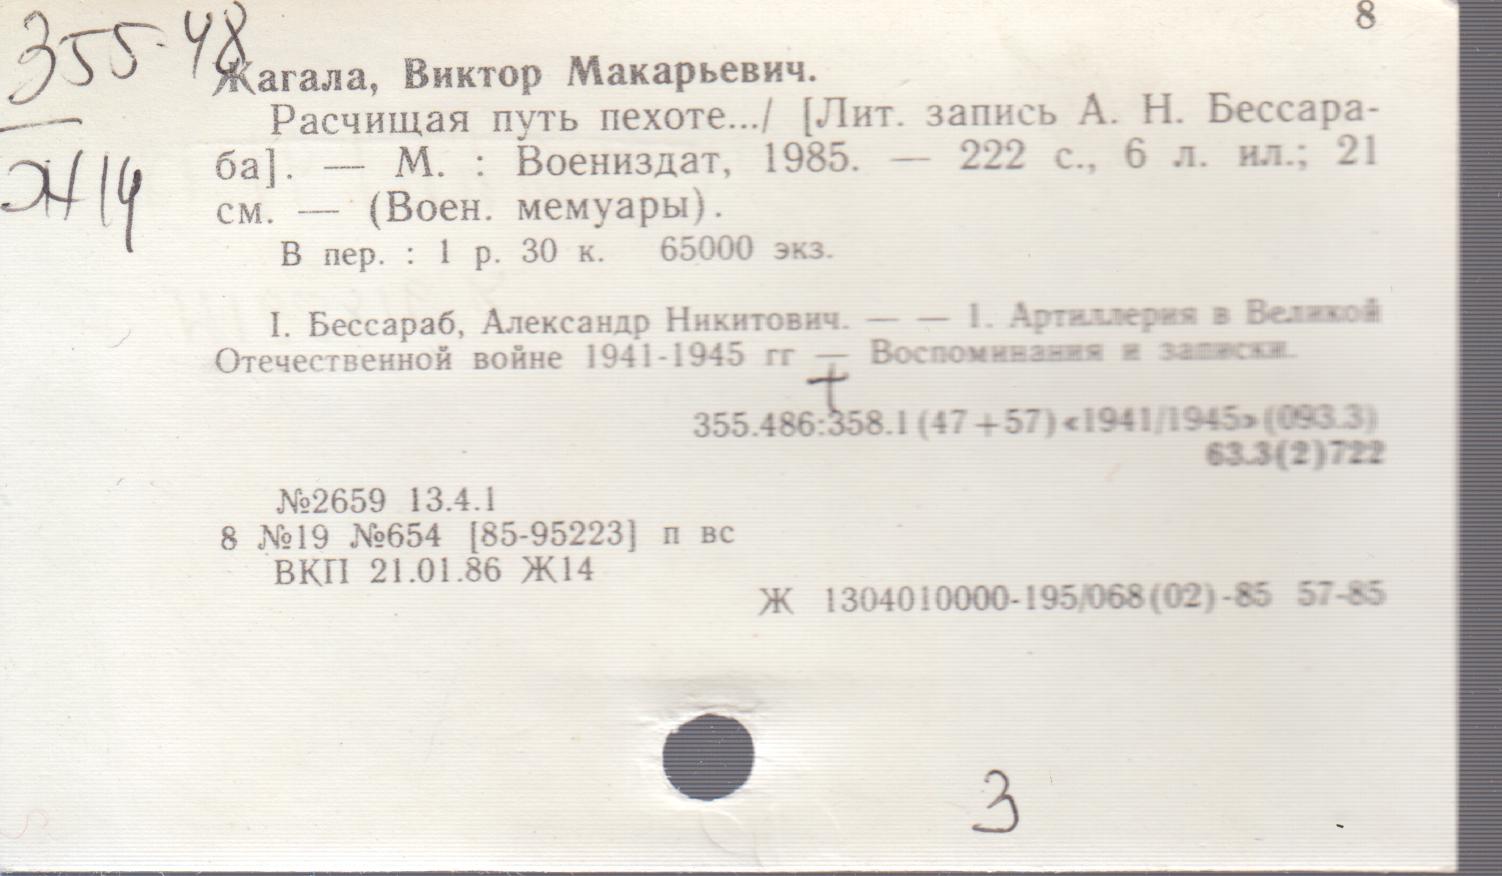 8
355.48
Ж14
Жагала, Виктор Макарьевич.
Расчищая путь пехоте.../ [Лит. запись А. Н. Бессара-
ба]. — М. : Воениздат, 1985. — 222 с., 6 л. ил.; 21
см. — (Воен. мемуары).
В пер. : 1 р. 30 к. 65000 экз.
I. Бессараб, Александр Никитович. — — 1. Артиллерия в Великой
Отечественной войне 1941-1945 гг — Воспоминания и записки.
+
355.486:358.1(47+57)«1941/1945»(093.3)
63.3(2)722
№2659 13.4.1
8 №19 №654 [85-95223] п вс
ВКП 21.01.86 Ж14
Ж 1304010000-195/068(02)-85 57-85
3